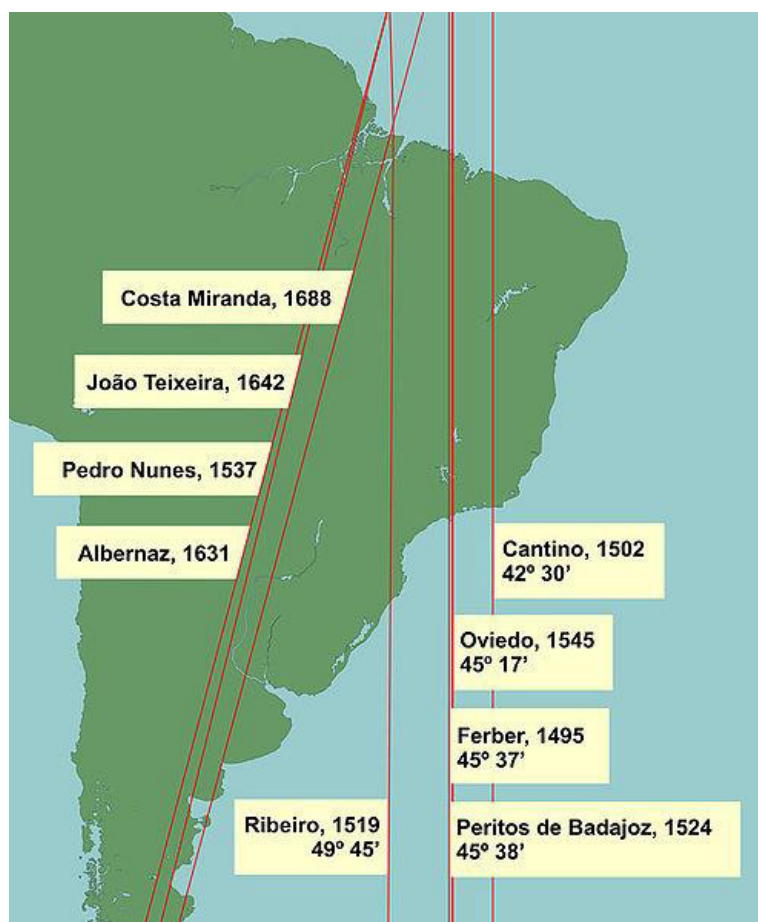 Costa Miranda, 1688
João Teixeira, 1642
Pedro Nunes, 1537
Albernaz, 1631
Cantino, 1502
42º 30’
Oviedo, 1545
45º 17’
Ferber, 1495
45º 37’
Ribeiro, 1519
49º 45’
Peritos de Badajoz, 1524
45º 38’